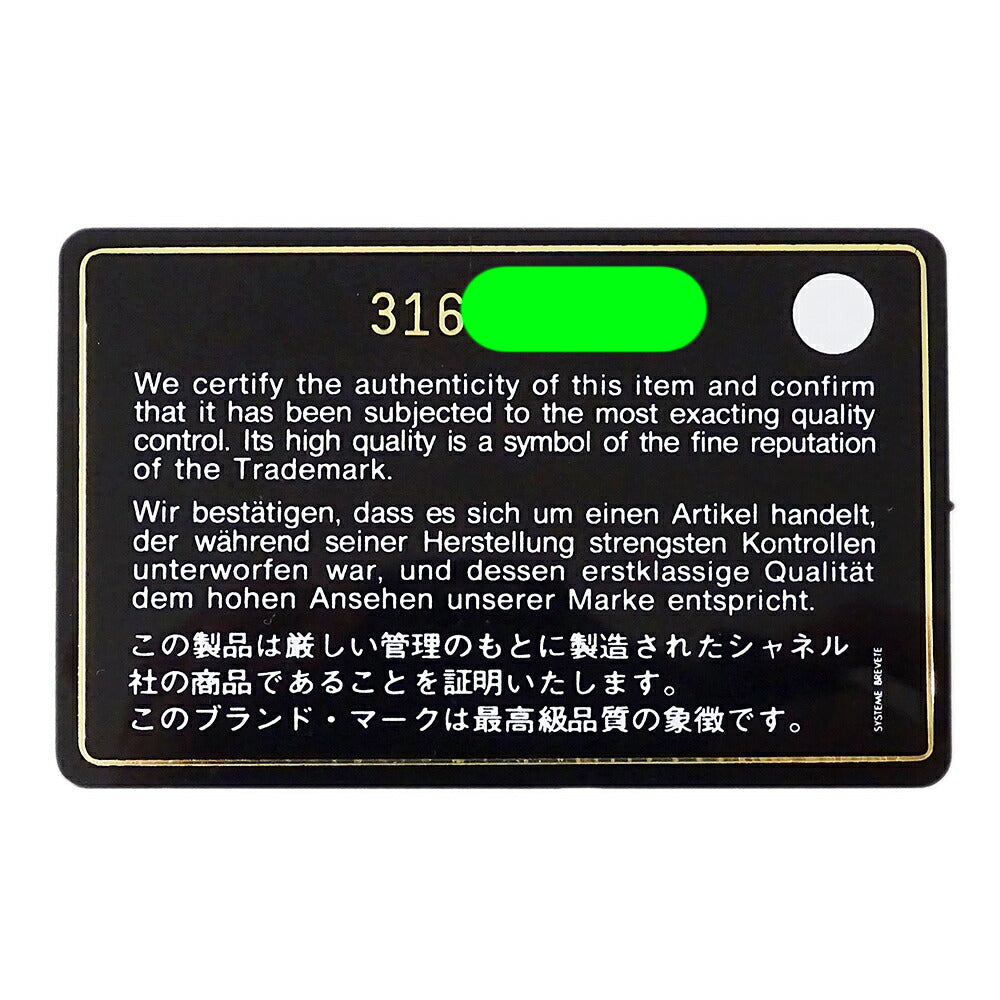 316
We certify the authenticity of this item and confirm
that it has been subjected to the most exacting quality
control. Its high quality is a symbol of the fine reputation
of the Trademark.
Wir bestätigen, dass es sich um einen Artikel handelt,
der während seiner Herstellung strengsten Kontrollen
unterworfen war, und dessen erstklassige Qualität
dem hohen Ansehen unserer Marke entspricht.
この製品は厳しい管理のもとに製造されたシャネル
社の商品であることを証明いたします。
このブランド・マークは最高級品質の象徴です。
SYSTEME BREVETE